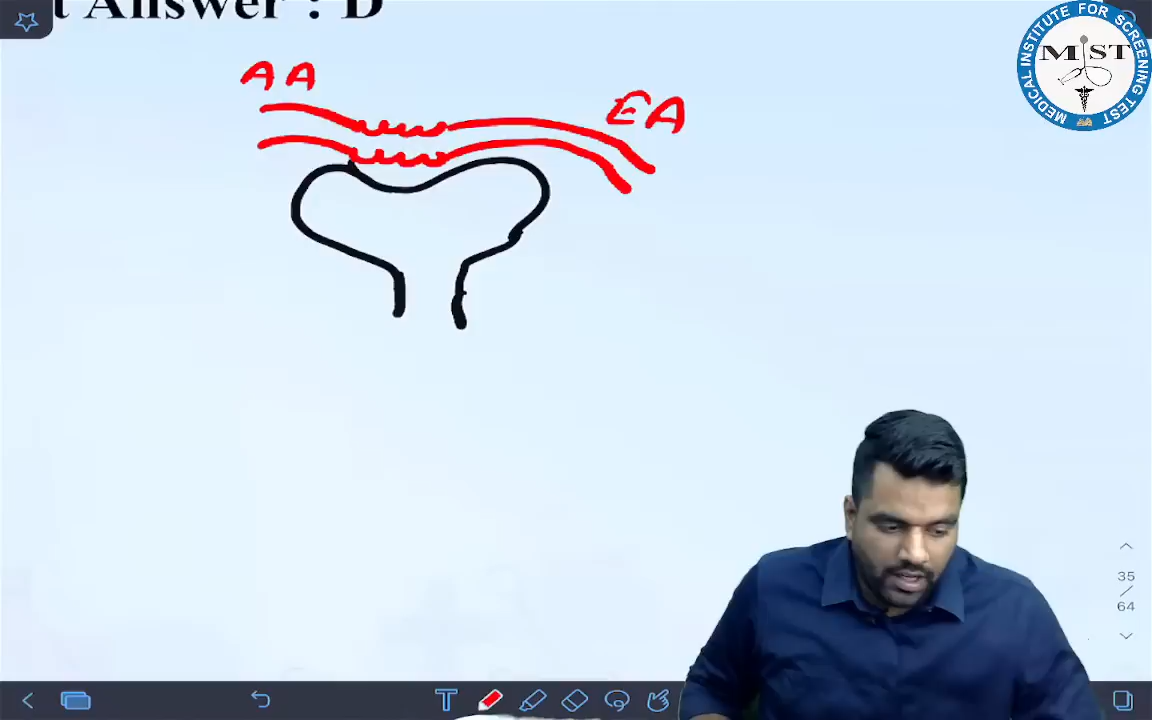 t Answer : D
AA
EA
MEDICAL INSTITUTE FOR SCREENING TEST
MIST
35
/
64
T